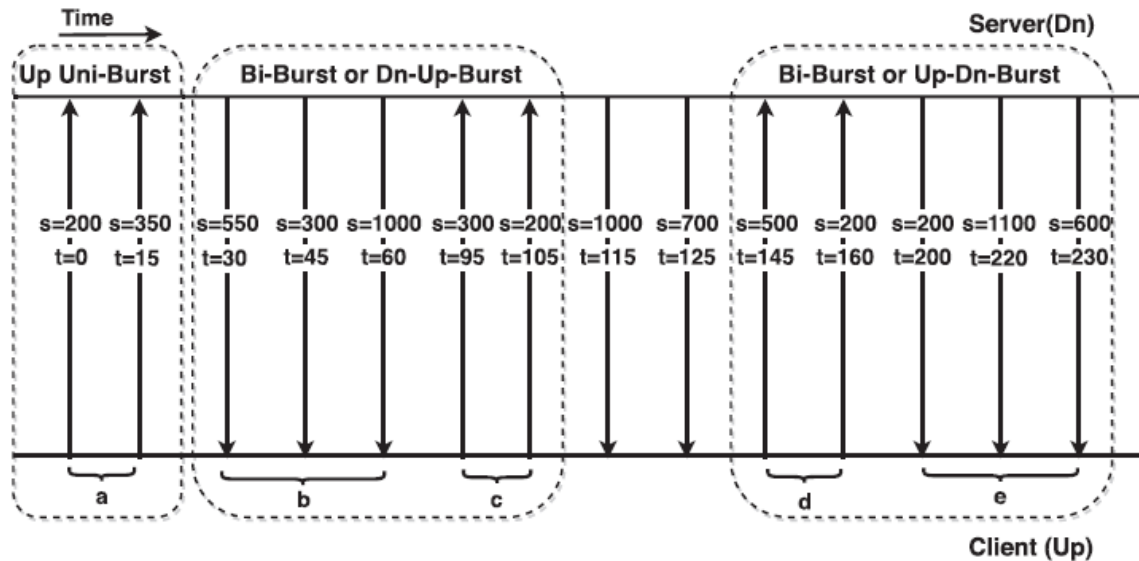 Time
Server(Dn)
Up Uni-Burst
Bi-Burst or Dn-Up-Burst
Bi-Burst or Up-Dn-Burst
s=200 s=350 s=550 s=300 s=1000 s=300 s=200 s=1000 s=700 s=500 s=200 s=200 s=1100 s=600
t=0 t=15 t=30 t=45 t=60 t=95 t=105 t=115 t=125 t=145 t=160 t=200 t=220 t=230
a b c d e
Client (Up)